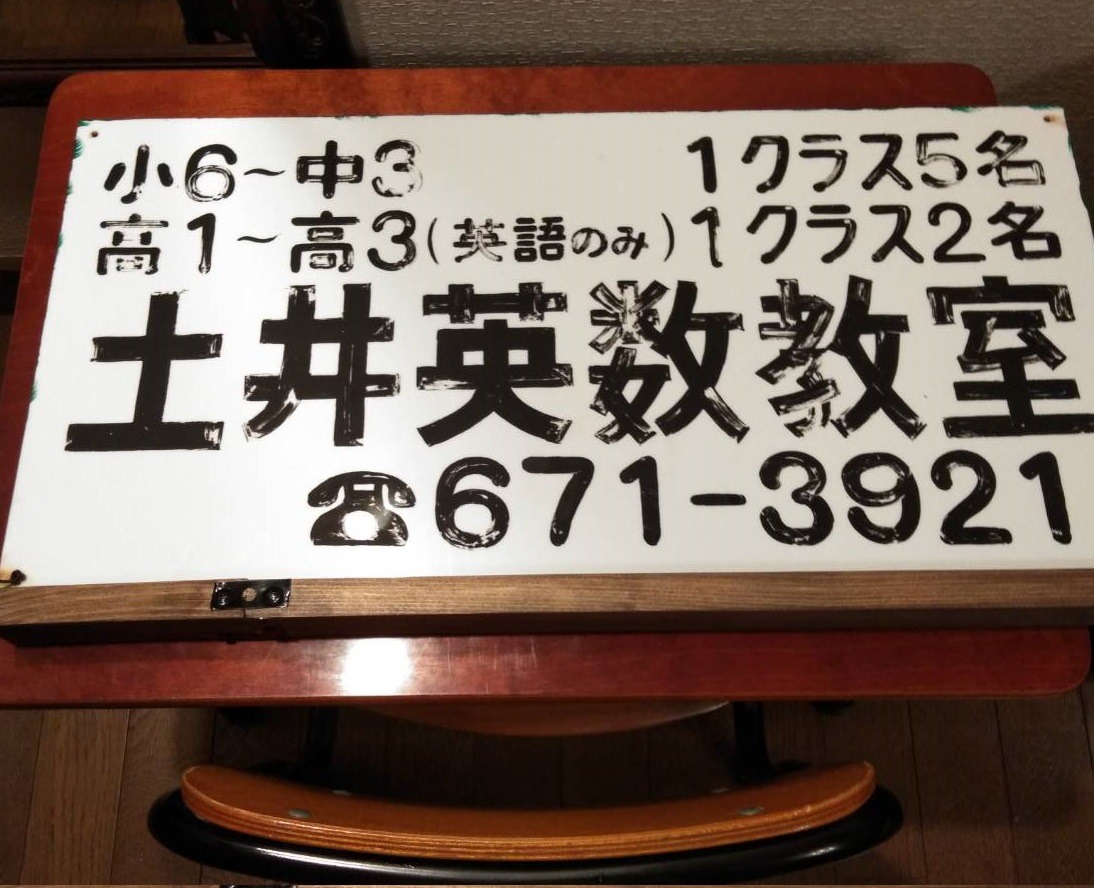 小6～中3 1クラス5名
高1～高3(英語のみ)1クラス2名
土井英数教室
☎671-3921